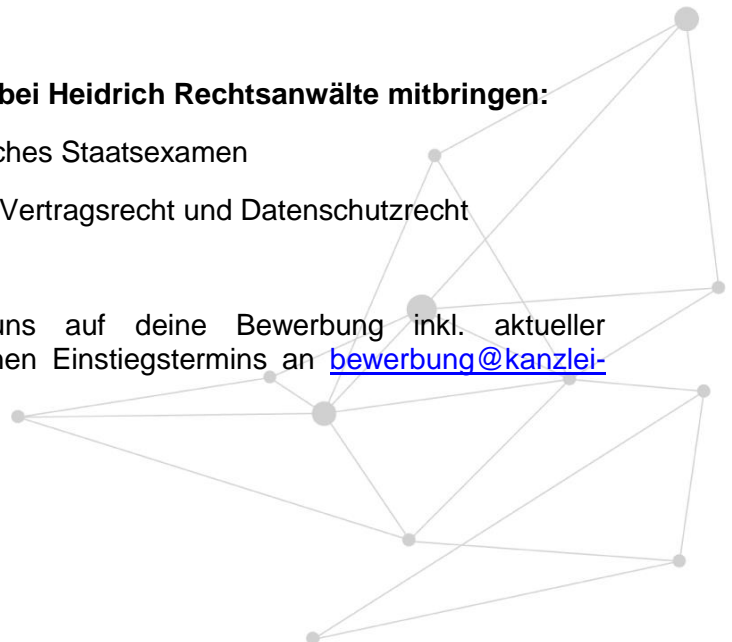 bei Heidrich Rechtsanwälte mitbringen:
ches Staatsexamen
Vertragsrecht und Datenschutzrecht
uns auf deine Bewerbung inkl. aktueller
nen Einstiegstermins an bewerbung@kanzlei-